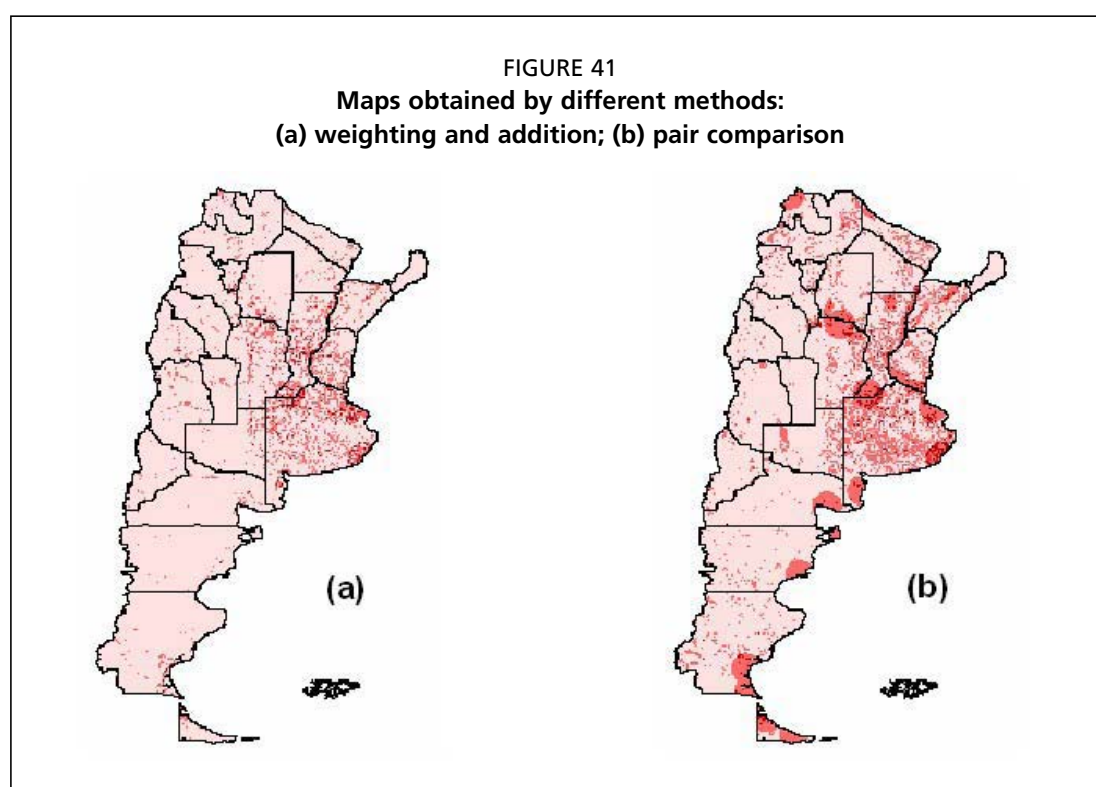 FIGURE 41
Maps obtained by different methods:
(a) weighting and addition; (b) pair comparison
(a)
(b)